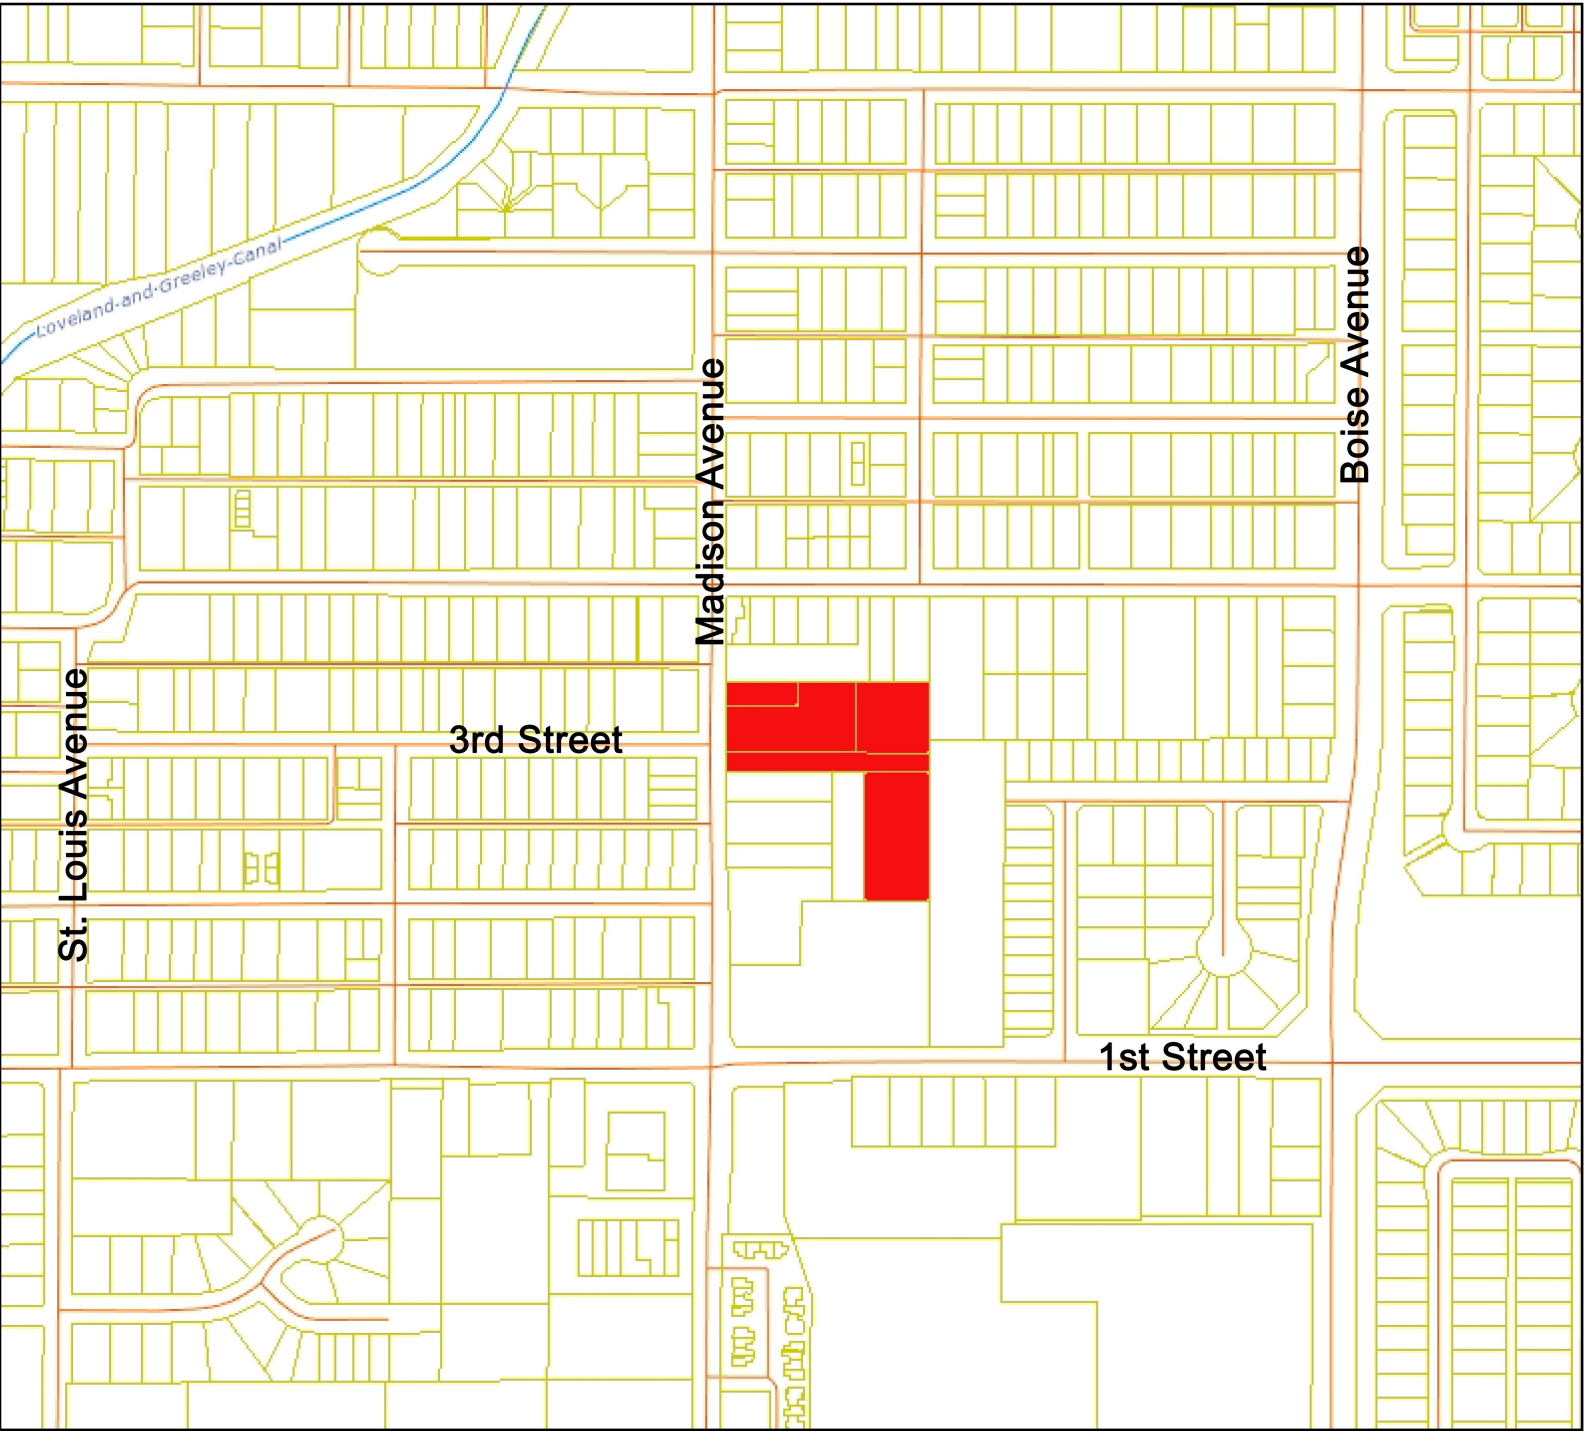 Loveland-and-Greeley-Canal
Boise Avenue
Madison Avenue
St. Louis Avenue
3rd Street
1st Street